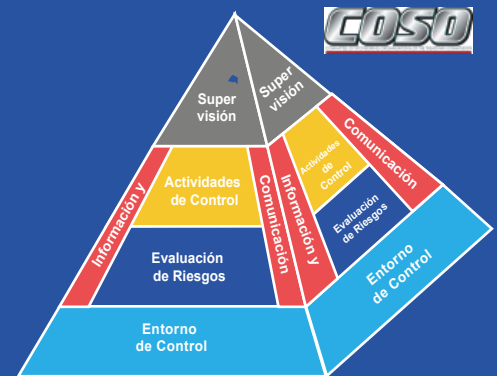 COSO
Super
visión
Super
visión
Información y
Actividades
de Control
Comunicación
Evaluación
de Riesgos
Entorno
de Control
Información y
Actividades
de
Control
Comunicación
Evaluación
de Riesgos
Entorno
de Control